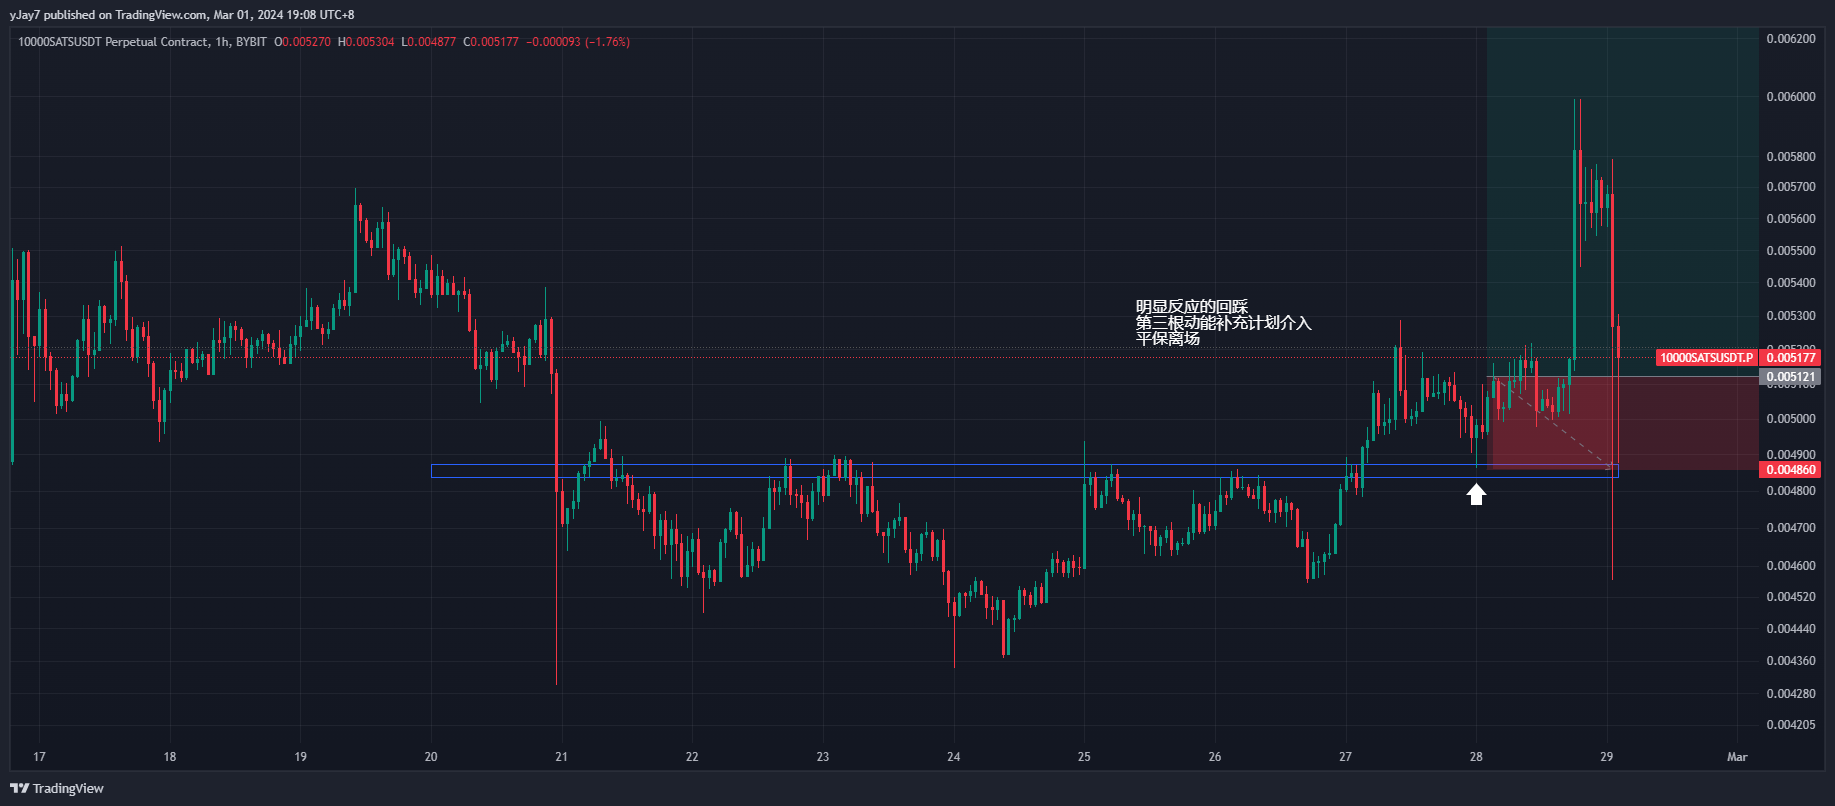 yJay7 published on TradingView.com, Mar 01, 2024 19:08 UTC+8
10000SATSUSDT Perpetual Contract, 1h, BYBIT O0.005270 H0.005304 L0.004877 C0.005177 −0.000093 (−1.76%)
0.006200
0.006000
0.005800
0.005700
0.005600
0.005500
0.005400
明显反应的回踩
第三根动能补充计划介入
平保离场
0.005300
10000SATSUSDT.P 0.005177
0.005121
0.005000
0.004900
0.004860
0.004800
0.004700
0.004600
0.004520
0.004440
0.004360
0.004280
0.004205
17 18 19 20 21 22 23 24 25 26 27 28 29 Mar
TradingView